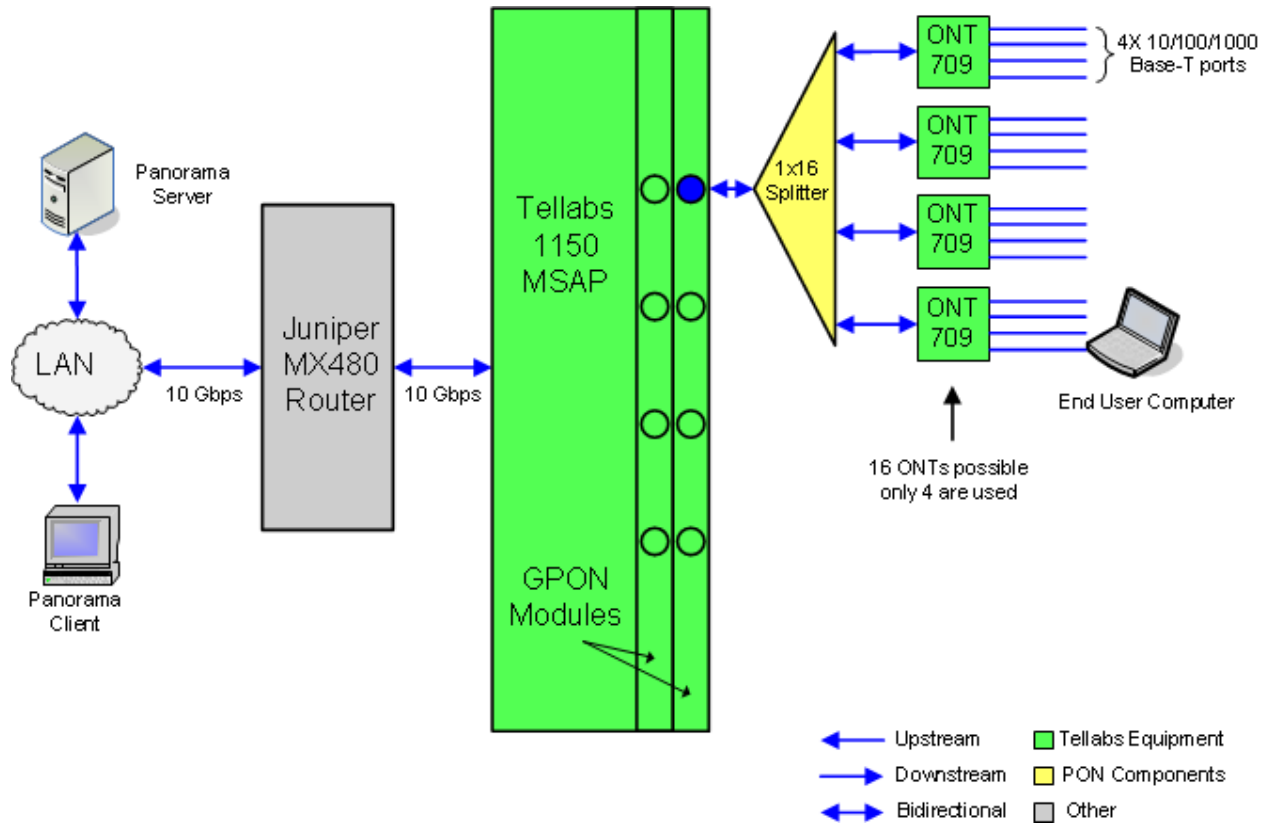 Panorama
Server
LAN
Panorama
Client
10 Gbps
Juniper
MX480
Router
10 Gbps
Tellabs
1150
MSAP
GPON
Modules
1x16
Splitter
ONT
709
ONT
709
ONT
709
ONT
709
4X 10/100/1000
Base-T ports
End User Computer
16 ONTs possible
only 4 are used
Upstream
Downstream
Bidirectional
Tellabs Equipment
PON Components
Other